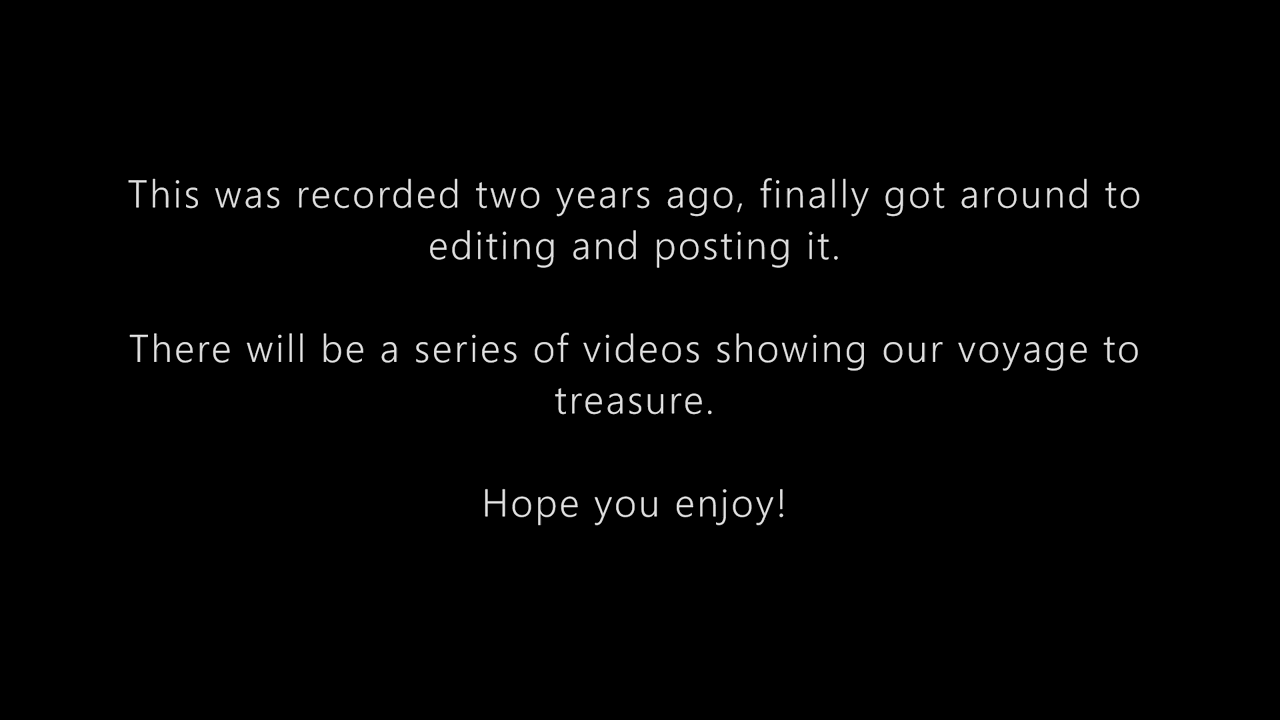 This was recorded two years ago, finally got around to
editing and posting it.
There will be a series of videos showing our voyage to
treasure.
Hope you enjoy!